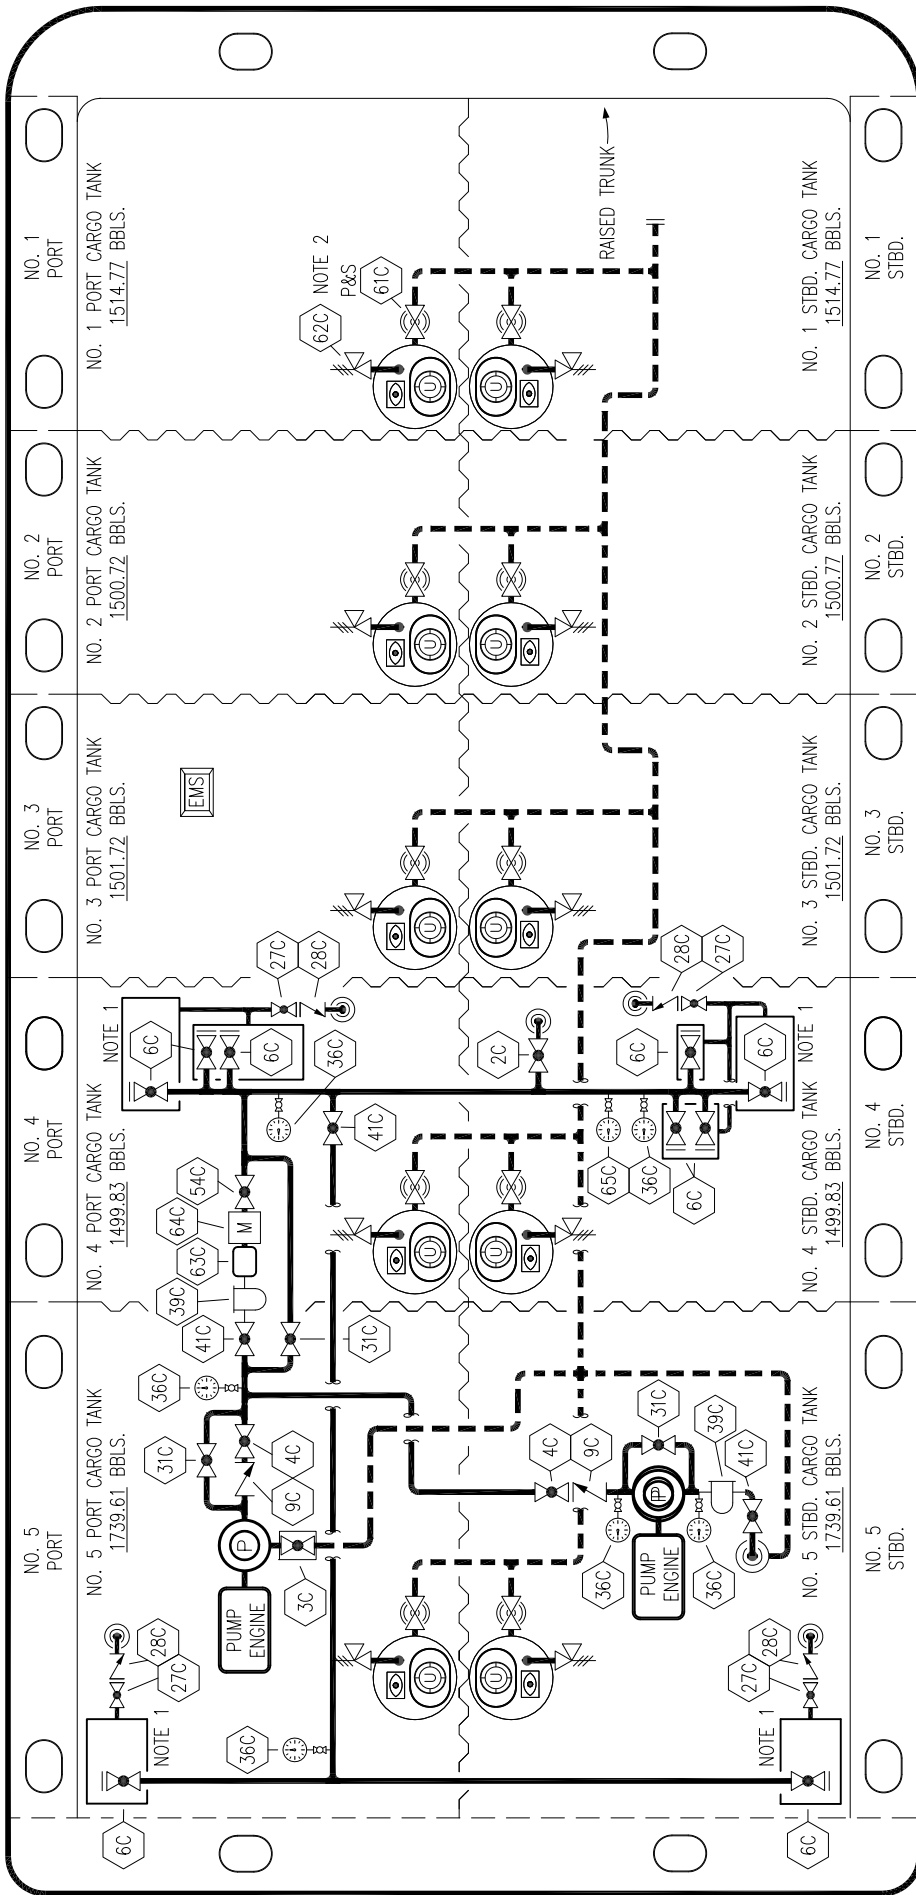 NO. 1
PORT
NO. 2
PORT
NO. 3
PORT
NO. 4
PORT
NO. 5
PORT
NO. 1 PORT CARGO TANK
1514.77 BBLS.
NO. 2 PORT CARGO TANK
1500.72 BBLS.
NO. 3 PORT CARGO TANK
1501.72 BBLS.
NO. 4 PORT CARGO TANK
1499.83 BBLS.
NO. 5 PORT CARGO TANK
1739.61 BBLS.
62C
NOTE 2
P&S
61C
U
U
RAISED TRUNK
U
U
EMS
U
U
27C
28C
NOTE 1
6C
6C
36C
2C
41C
28C
27C
6C
6C
NOTE 1
65C
36C
6C
54C
64C
M
63C
39C
41C
31C
U
U
36C
31C
4C
9C
P
3C
PUMP
ENGINE
4C
9C
31C
39C
41C
P
36C
36C
PUMP
ENGINE
U
U
28C
27C
NOTE 1
6C
36C
28C
27C
NOTE 1
6C
NO. 1 STBD. CARGO TANK
1514.77 BBLS.
NO. 2 STBD. CARGO TANK
1500.77 BBLS.
NO. 3 STBD. CARGO TANK
1501.72 BBLS.
NO. 4 STBD. CARGO TANK
1499.83 BBLS.
NO. 5 STBD. CARGO TANK
1739.61 BBLS.
NO. 1
STBD.
NO. 2
STBD.
NO. 3
STBD.
NO. 4
STBD.
NO. 5
STBD.